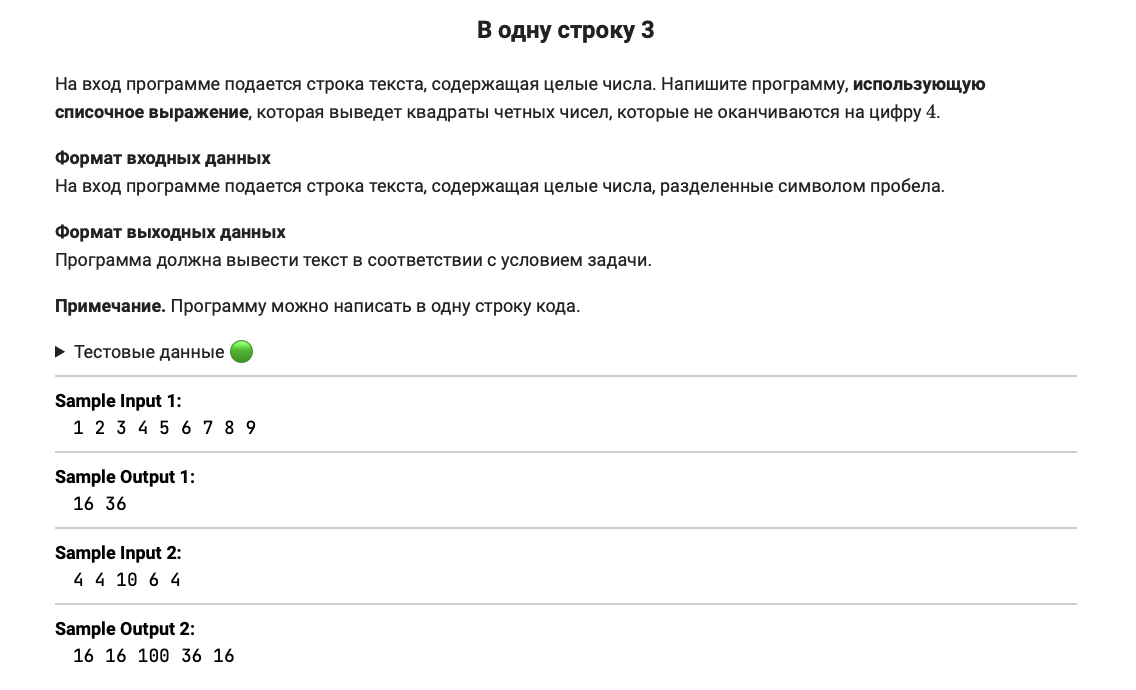 В одну строку 3
На вход программе подается строка текста, содержащая целые числа. Напишите программу, использующую
списочное выражение, которая выведет квадраты четных чисел, которые не оканчиваются на цифру 4.
Формат входных данных
На вход программе подается строка текста, содержащая целые числа, разделенные символом пробела.
Формат выходных данных
Программа должна вывести текст в соответствии с условием задачи.
Примечание. Программу можно написать в одну строку кода.
Тестовые данные
Sample Input 1:
1 2 3 4 5 6 7 8 9
Sample Output 1:
16 36
Sample Input 2:
4 4 10 6 4
Sample Output 2:
16 16 100 36 16